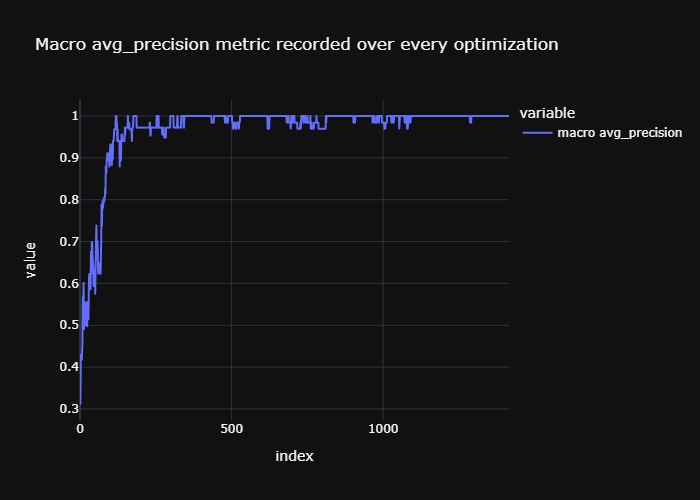 Macro avg_precision metric recorded over every optimization
variable
macro avg_precision
1
0.9
0.8
0.7
0.6
0.5
0.4
0.3
value
0
500
1000
index